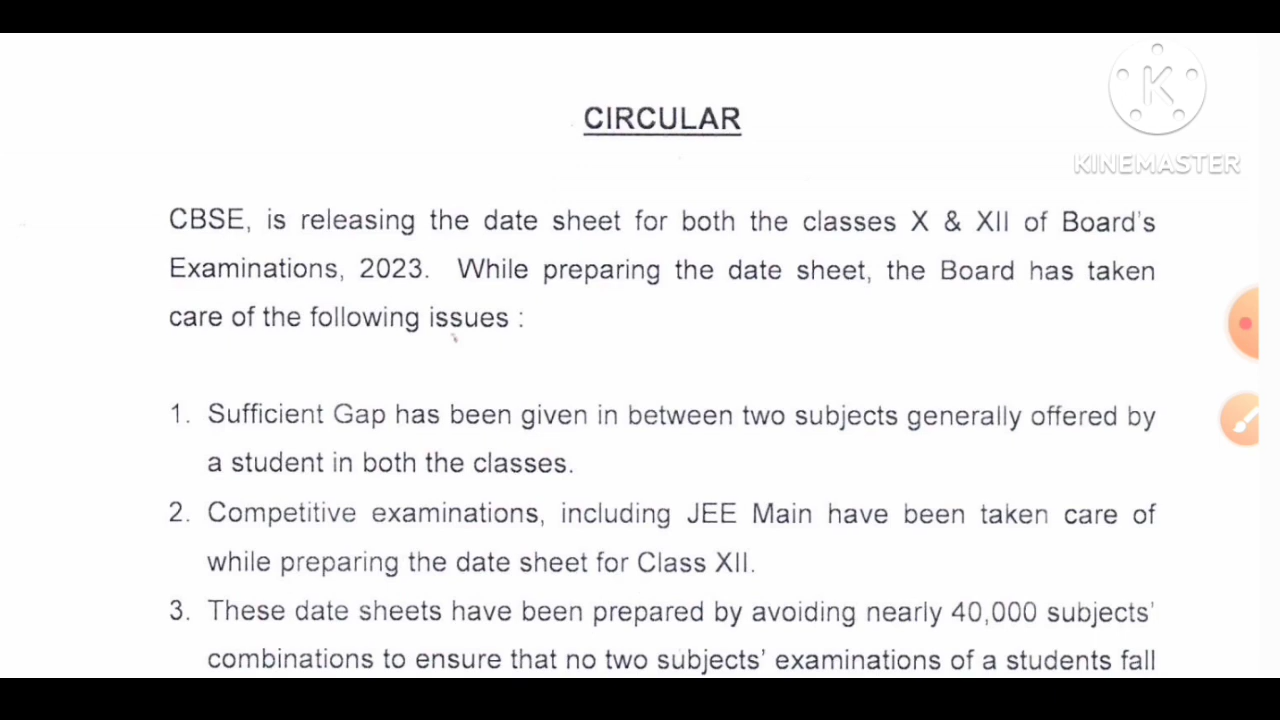 CIRCULAR
K
KINEMASTER
CBSE, is releasing the date sheet for both the classes X & XII of Board's
Examinations, 2023. While preparing the date sheet, the Board has taken
care of the following issues :
1. Sufficient Gap has been given in between two subjects generally offered by
a student in both the classes.
2. Competitive examinations, including JEE Main have been taken care of
while preparing the date sheet for Class XII.
3. These date sheets have been prepared by avoiding nearly 40,000 subjects'
combinations to ensure that no two subjects' examinations of a students fall